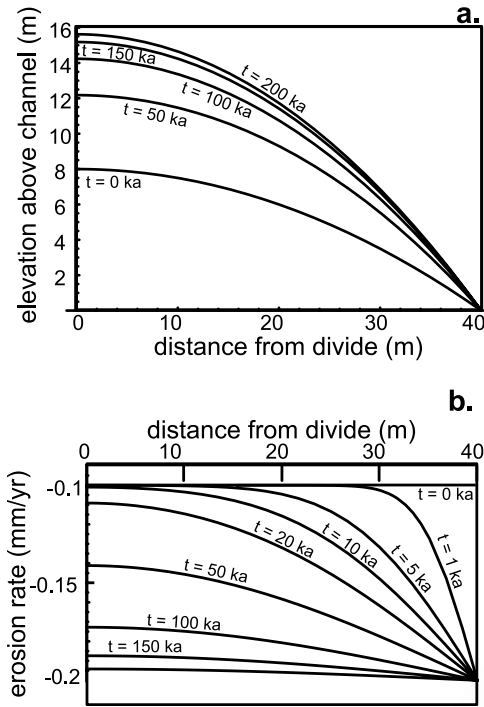 a.
elevation above channel (m)
16
14
12
10
8
6
4
2
t = 200 ka
t = 150 ka
t = 100 ka
t = 50 ka
t = 0 ka
0
10
20
30
40
distance from divide (m)
b.
distance from divide (m)
0
10
20
30
40
erosion rate (mm/yr)
-0.1
-0.15
-0.2
t = 0 ka
t = 1 ka
t = 5 ka
t = 10 ka
t = 20 ka
t = 50 ka
t = 100 ka
t = 150 ka